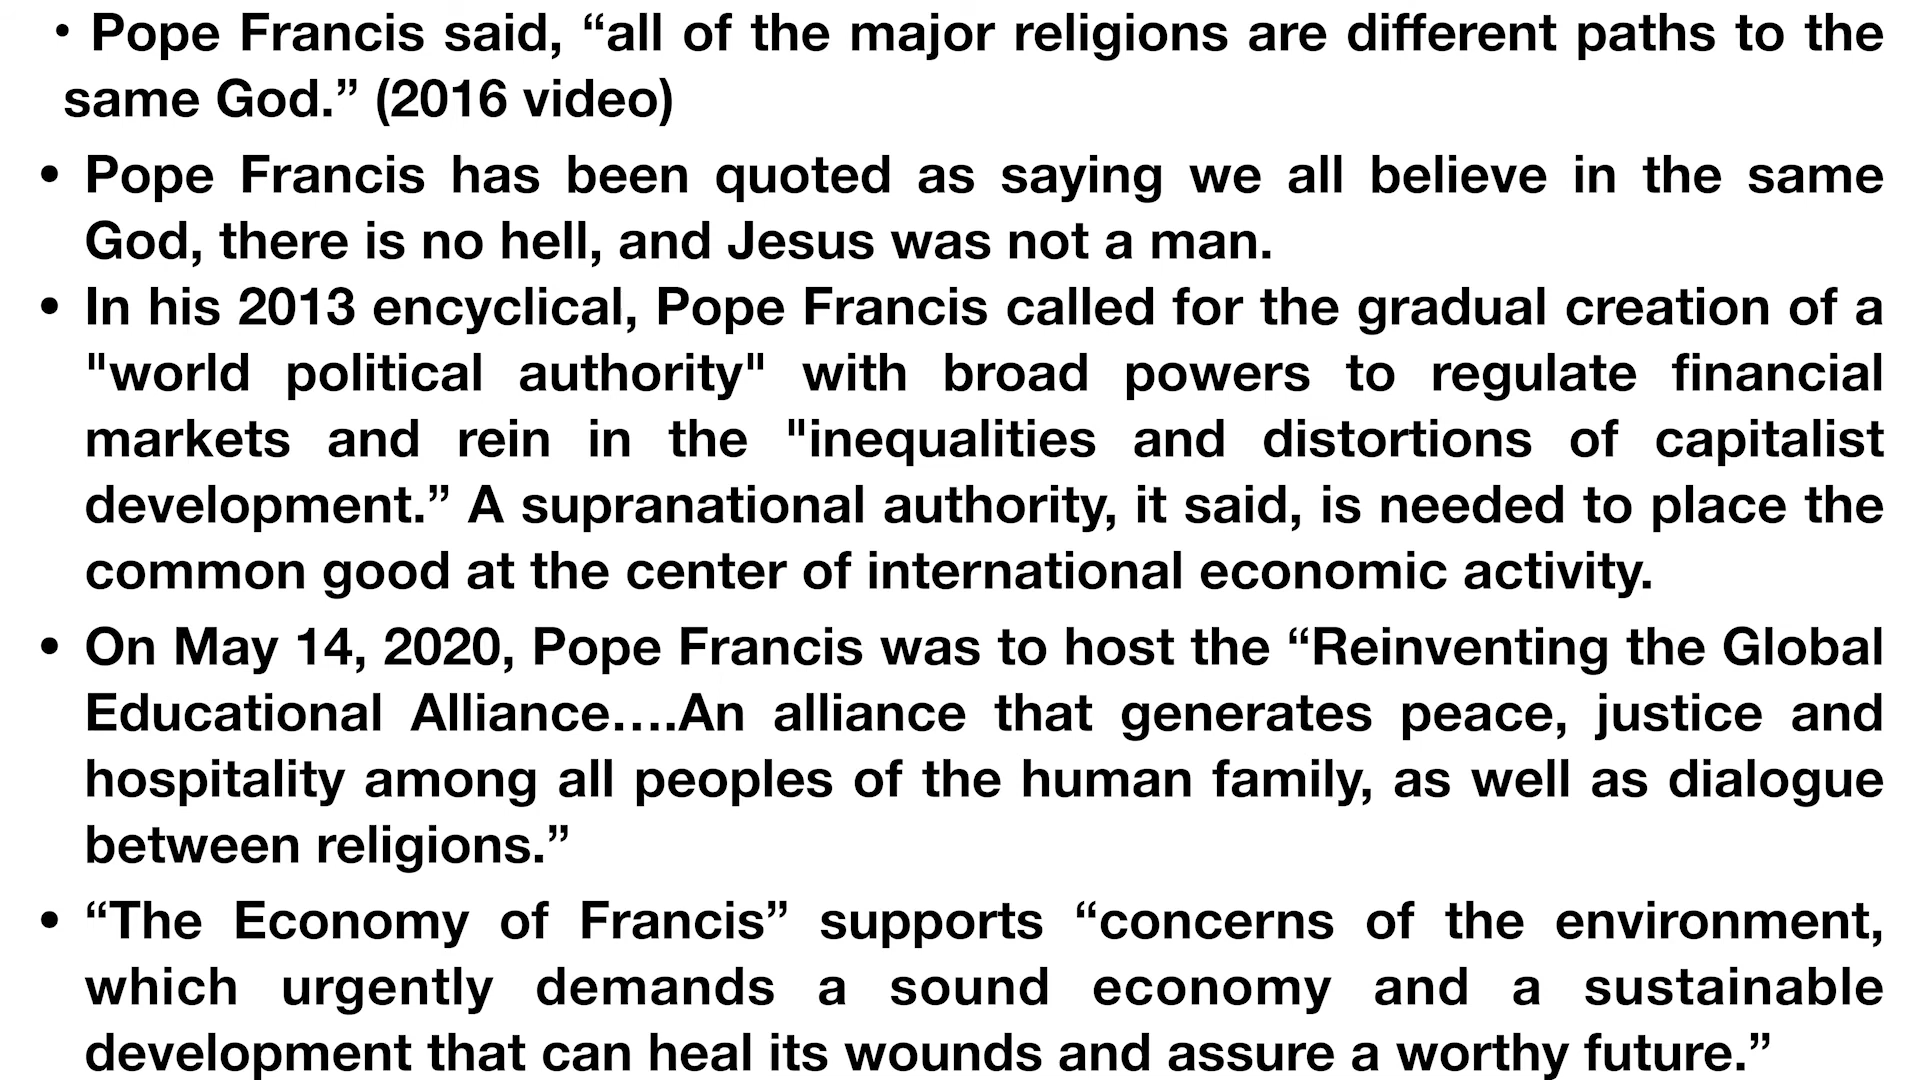 • Pope Francis said, “all of the major religions are different paths to the
same God.” (2016 video)
• Pope Francis has been quoted as saying we all believe in the same
God, there is no hell, and Jesus was not a man.
• In his 2013 encyclical, Pope Francis called for the gradual creation of a
"world political authority" with broad powers to regulate financial
markets and rein in the "inequalities and distortions of capitalist
development.” A supranational authority, it said, is needed to place the
common good at the center of international economic activity.
• On May 14, 2020, Pope Francis was to host the “Reinventing the Global
Educational Alliance….An alliance that generates peace, justice and
hospitality among all peoples of the human family, as well as dialogue
between religions.”
• “The Economy of Francis” supports “concerns of the environment,
which urgently demands a sound economy and a sustainable
development that can heal its wounds and assure a worthy future.”